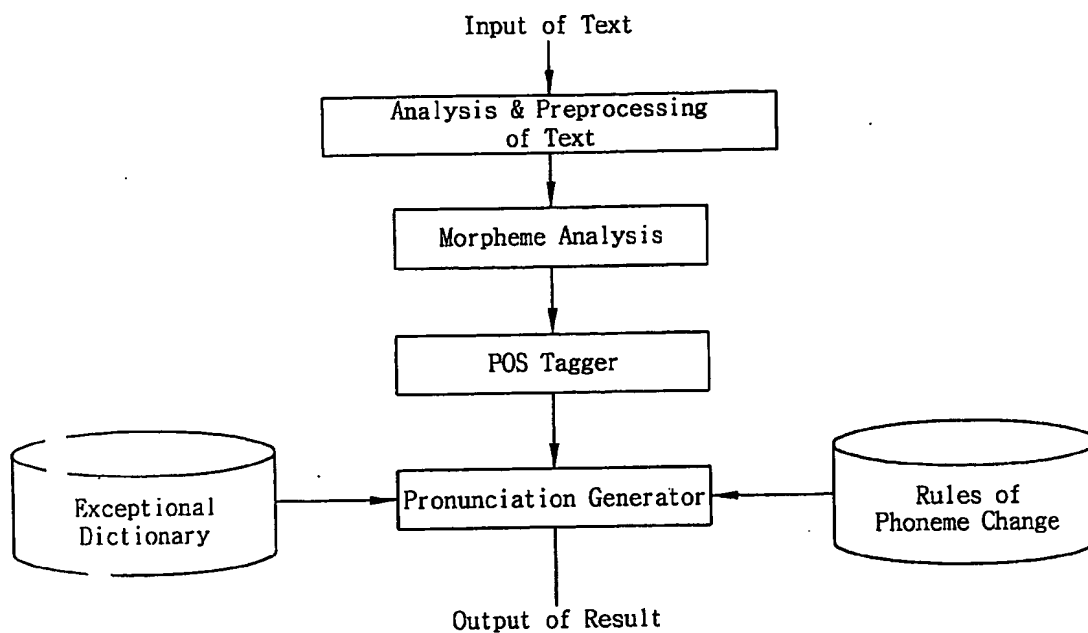 Input of Text
Analysis & Preprocessing
of Text
Morpheme Analysis
POS Tagger
Exceptional
Dictionary
Pronunciation Generator
Rules of
Phoneme Change
Output of Result